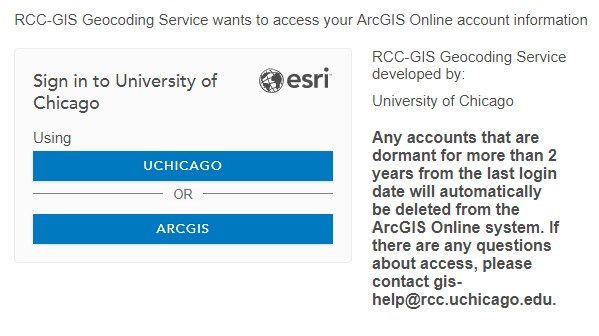 RCC-GIS Geocoding Service wants to access your ArcGIS Online account information
Sign in to University of
Chicago
esri
Using
UCHICAGO
OR
ARCGIS
RCC-GIS Geocoding Service
developed by:
University of Chicago
Any accounts that are
dormant for more than 2
years from the last login
date will automatically
be deleted from the
ArcGIS Online system. If
there are any questions
about access, please
contact gis-
help@rcc.uchicago.edu.